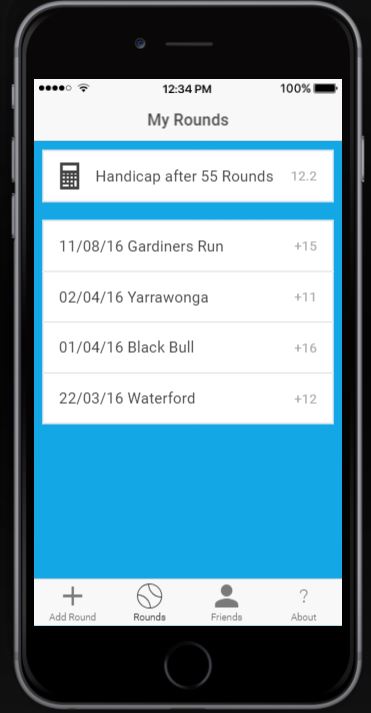 12:34 PM 100%
My Rounds
Handicap after 55 Rounds 12.2
11/08/16 Gardiners Run +15
02/04/16 Yarrawonga +11
01/04/16 Black Bull +16
22/03/16 Waterford +12
Add Round Rounds Friends ? About